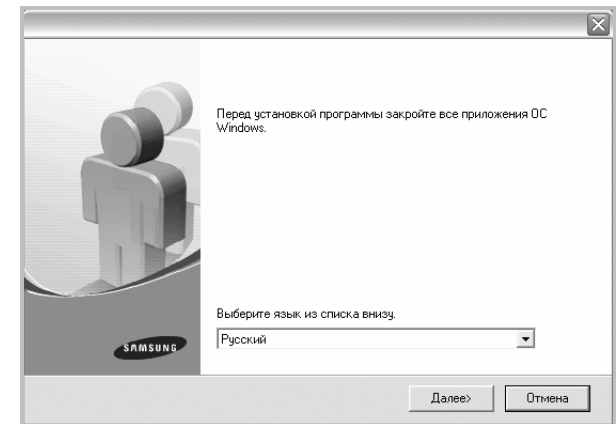 Перед установкой программы закройте все приложения ОС
Windows.
Выберите язык из списка внизу.
Русский
SAMSUNG
Далее>
Отмена